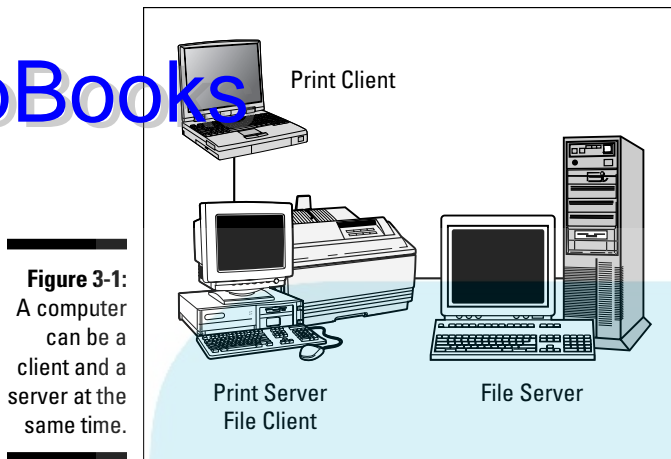 Books
Print Client
Figure 3-1:
A computer
can be a
client and a
server at the
same time.
Print Server
File Client
File Server